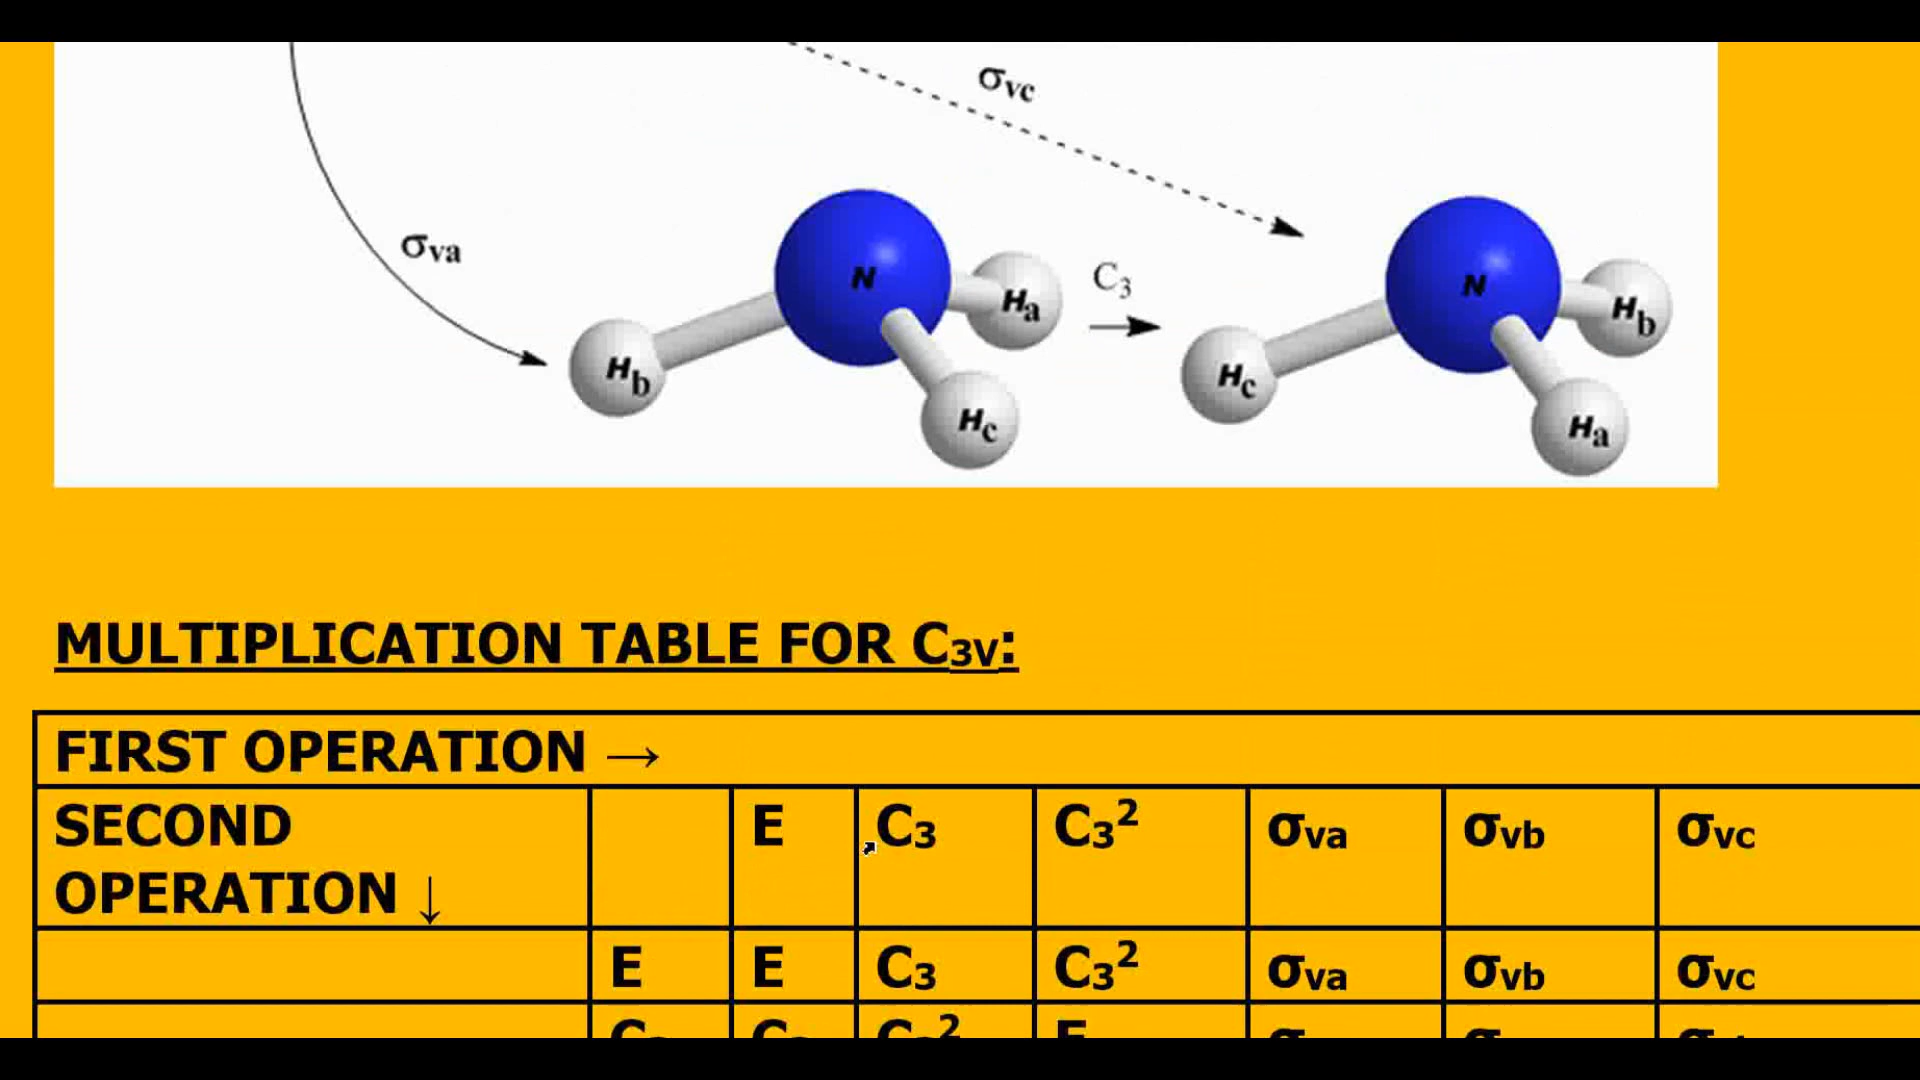 σvc
σva
C3
N
Ha
Hb
Hc
N
Hb
Hc
Ha
MULTIPLICATION TABLE FOR C3V:
FIRST OPERATION →
SECOND OPERATION ↓ E C3 C3² σva σvb σvc
E E C3 C3² σva σvb σvc